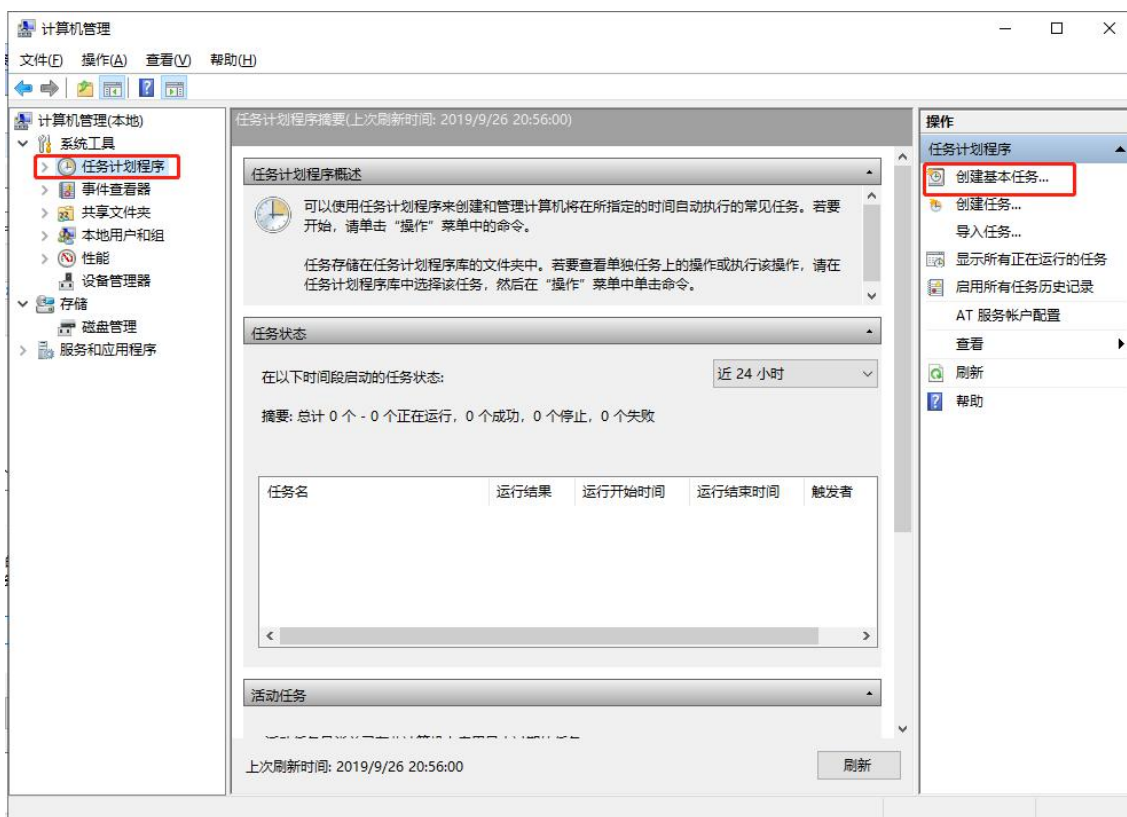 计算机管理
文件(F) 操作(A) 查看(V) 帮助(H)
计算机管理(本地)
系统工具
任务计划程序
事件查看器
共享文件夹
本地用户和组
性能
设备管理器
存储
磁盘管理
服务和应用程序
任务计划程序摘要(上次刷新时间: 2019/9/26 20:56:00)
任务计划程序概述
可以使用任务计划程序来创建和管理计算机将在所指定的时间自动执行的常见任务。若要
开始，请单击“操作”菜单中的命令。
任务存储在任务计划程序库的文件夹中。若要查看单独任务上的操作或执行该操作，请在
任务计划程序库中选择该任务，然后在“操作”菜单中单击命令。
任务状态
在以下时间段启动的任务状态:
近 24 小时
摘要: 总计 0 个 - 0 个正在运行，0 个成功，0 个停止，0 个失败
任务名 运行结果 运行开始时间 运行结束时间 触发者
活动任务
上次刷新时间: 2019/9/26 20:56:00
刷新
操作
任务计划程序
创建基本任务...
创建任务...
导入任务...
显示所有正在运行的任务
启用所有任务历史记录
AT 服务帐户配置
查看
刷新
帮助